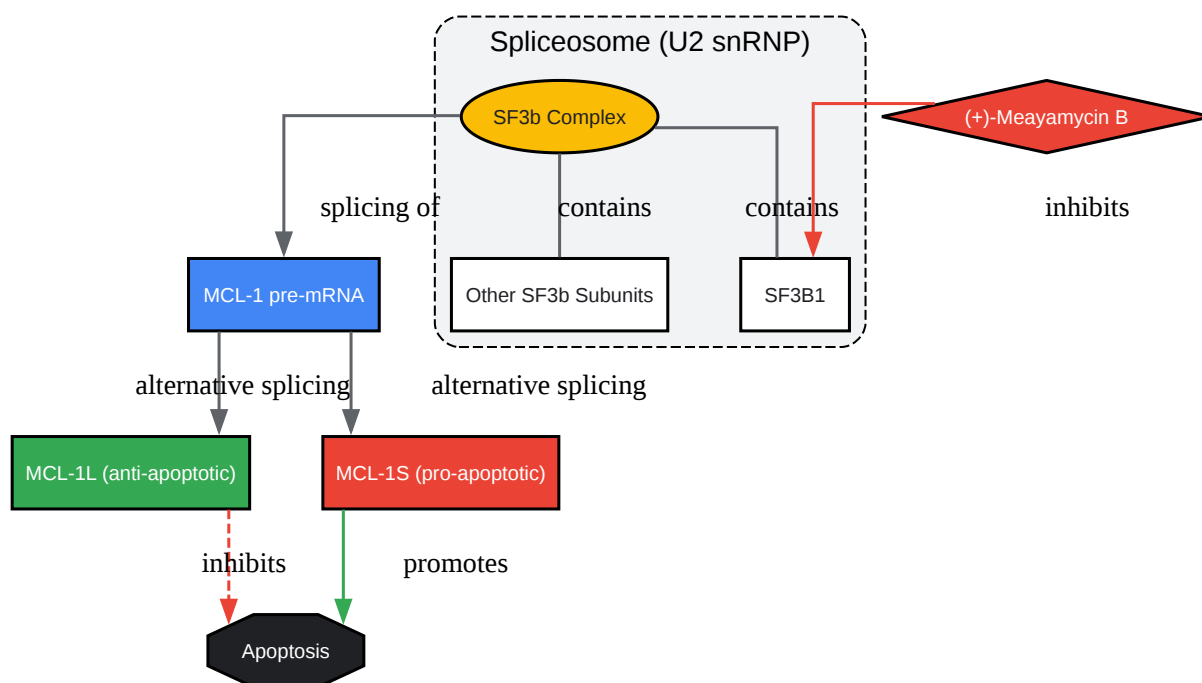 Spliceosome (U2 snRNP)
SF3b Complex
(+)-Meayamycin B
splicing of
contains
contains
inhibits
MCL-1 pre-mRNA
Other SF3b Subunits
SF3B1
alternative splicing
alternative splicing
MCL-1L (anti-apoptotic)
MCL-1S (pro-apoptotic)
inhibits
promotes
Apoptosis